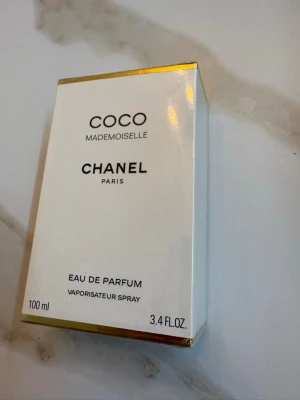 COCO
MADEMOISELLE
CHANEL
PARIS
EAU DE PARFUM
VAPORISATEUR SPRAY
100 ml 3.4 FL.OZ.